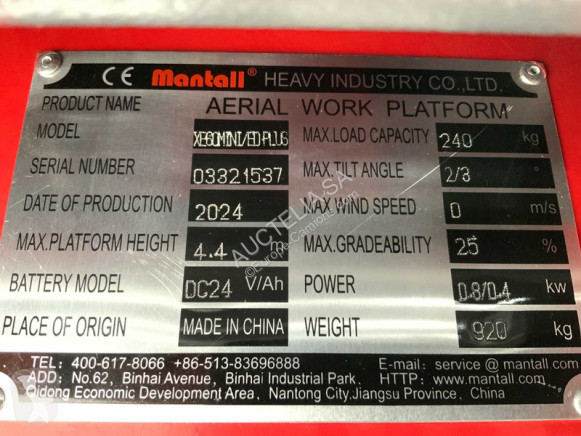 CE Mantall® HEAVY INDUSTRY CO.,LTD.
PRODUCT NAME AERIAL WORK PLATFORM
MODEL MAX.LOAD CAPACITY 240 kg
SERIAL NUMBER 03321537 MAX.TILT ANGLE 2/3 °
DATE OF PRODUCTION 2024 MAX.WIND SPEED 0 m/s
MAX.PLATFORM HEIGHT 4.4 m MAX.GRADEABILITY 25 %
BATTERY MODEL DC24 V/Ah POWER 0.8/0.4 kw
PLACE OF ORIGIN MADE IN CHINA WEIGHT 920 kg
TEL: 400-617-8066 +86-513-83696888 E-mail: service @ mantall com
ADD: No.62, Binhai Avenue, Binhai Industrial Park, HTTP: www.mantall.com
Qidong Economic Development Area, Nantong City,Jiangsu Province, China
AUCTELIA SA
©Europe-Camions.com